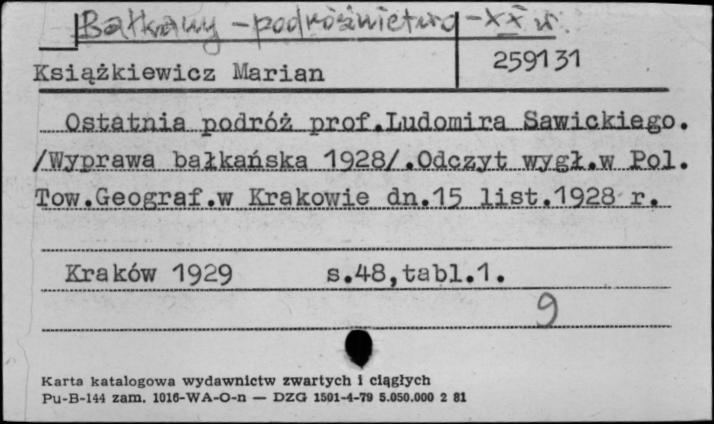 Bałkany - podróżnictwo - XX w.
Książkiewicz Marian 259131
Ostatnia podróż prof.Ludomira Sawickiego.
/Wyprawa bałkańska 1928/.Odczyt wygł.w Pol.
Tow.Geograf.w Krakowie dn.15 list.1928 r.
Kraków 1929 s.48,tabl.1.
9
Karta katalogowa wydawnictw zwartych i ciągłych
Pu-B-144 zam. 1016-WA-O-n — DZG 1501-4-79 5.050.000 2 81